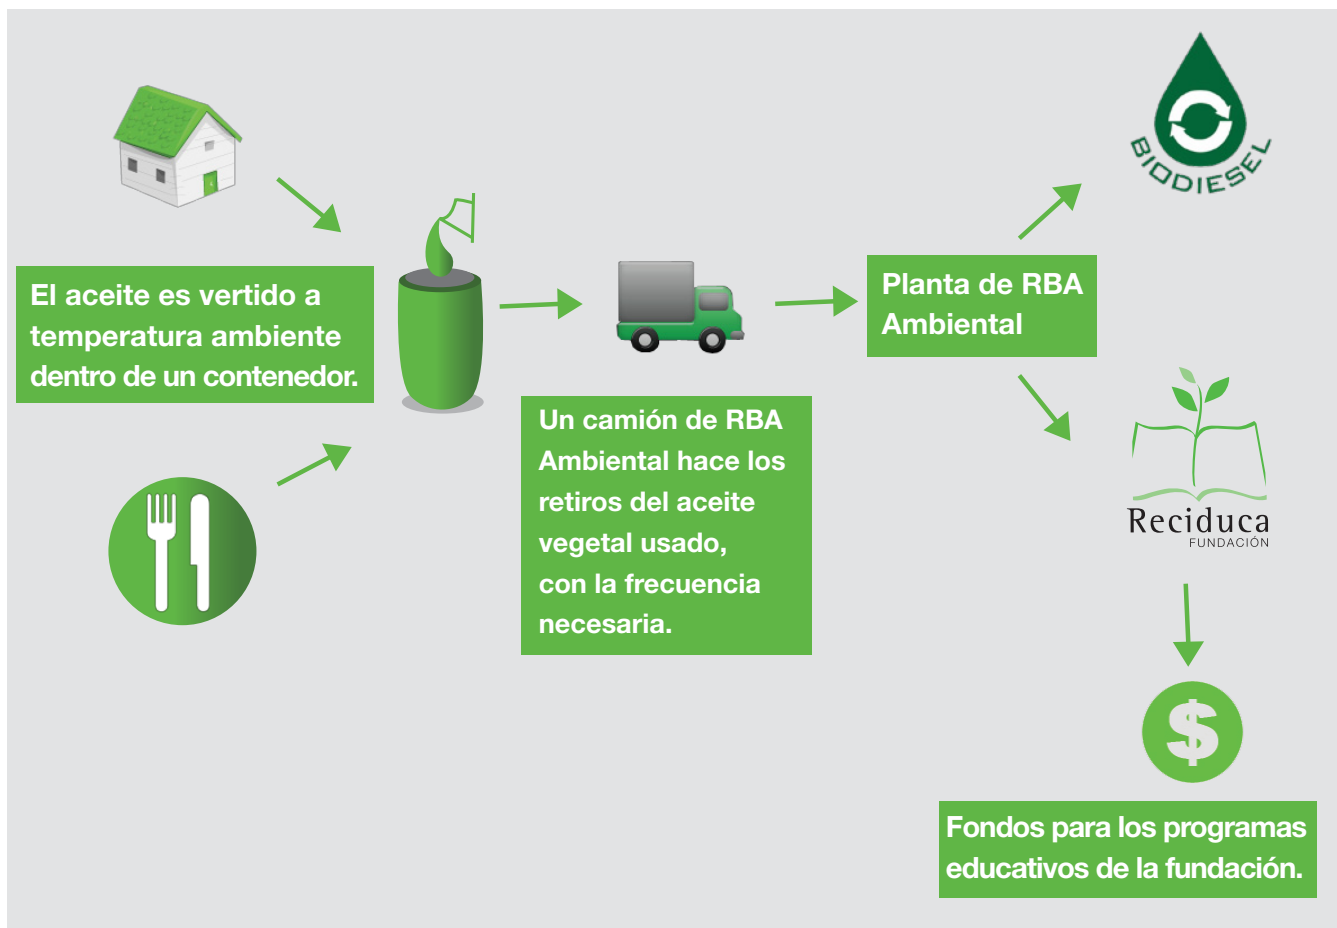 El aceite es vertido a
temperatura ambiente
dentro de un contenedor.
Un camión de RBA
Ambiental hace los
retiros del aceite
vegetal usado,
con la frecuencia
necesaria.
Planta de RBA
Ambiental
BIODIESEL
Reciduca
FUNDACIÓN
$
Fondos para los programas
educativos de la fundación.